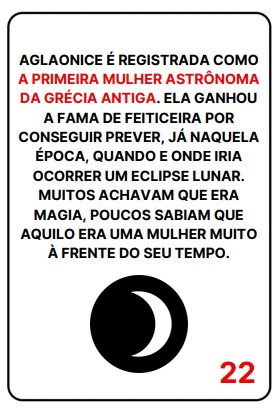 AGLAONICE É REGISTRADA COMO
A PRIMEIRA MULHER ASTRÔNOMA
DA GRÉCIA ANTIGA. ELA GANHOU
A FAMA DE FEITICEIRA POR
CONSEGUIR PREVER, JÁ NAQUELA
ÉPOCA, QUANDO E ONDE IRIA
OCORRER UM ECLIPSE LUNAR.
MUITOS ACHAVAM QUE ERA
MAGIA, POUCOS SABIAM QUE
AQUILO ERA UMA MULHER MUITO
À FRENTE DO SEU TEMPO.
22